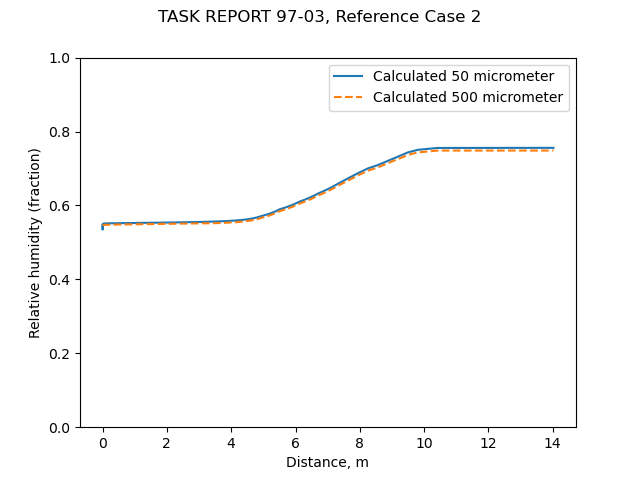 TASK REPORT 97-03, Reference Case 2
1.0
0.8
0.6
0.4
0.2
0.0
Relative humidity (fraction)
Calculated 50 micrometer
Calculated 500 micrometer
0 2 4 6 8 10 12 14
Distance, m